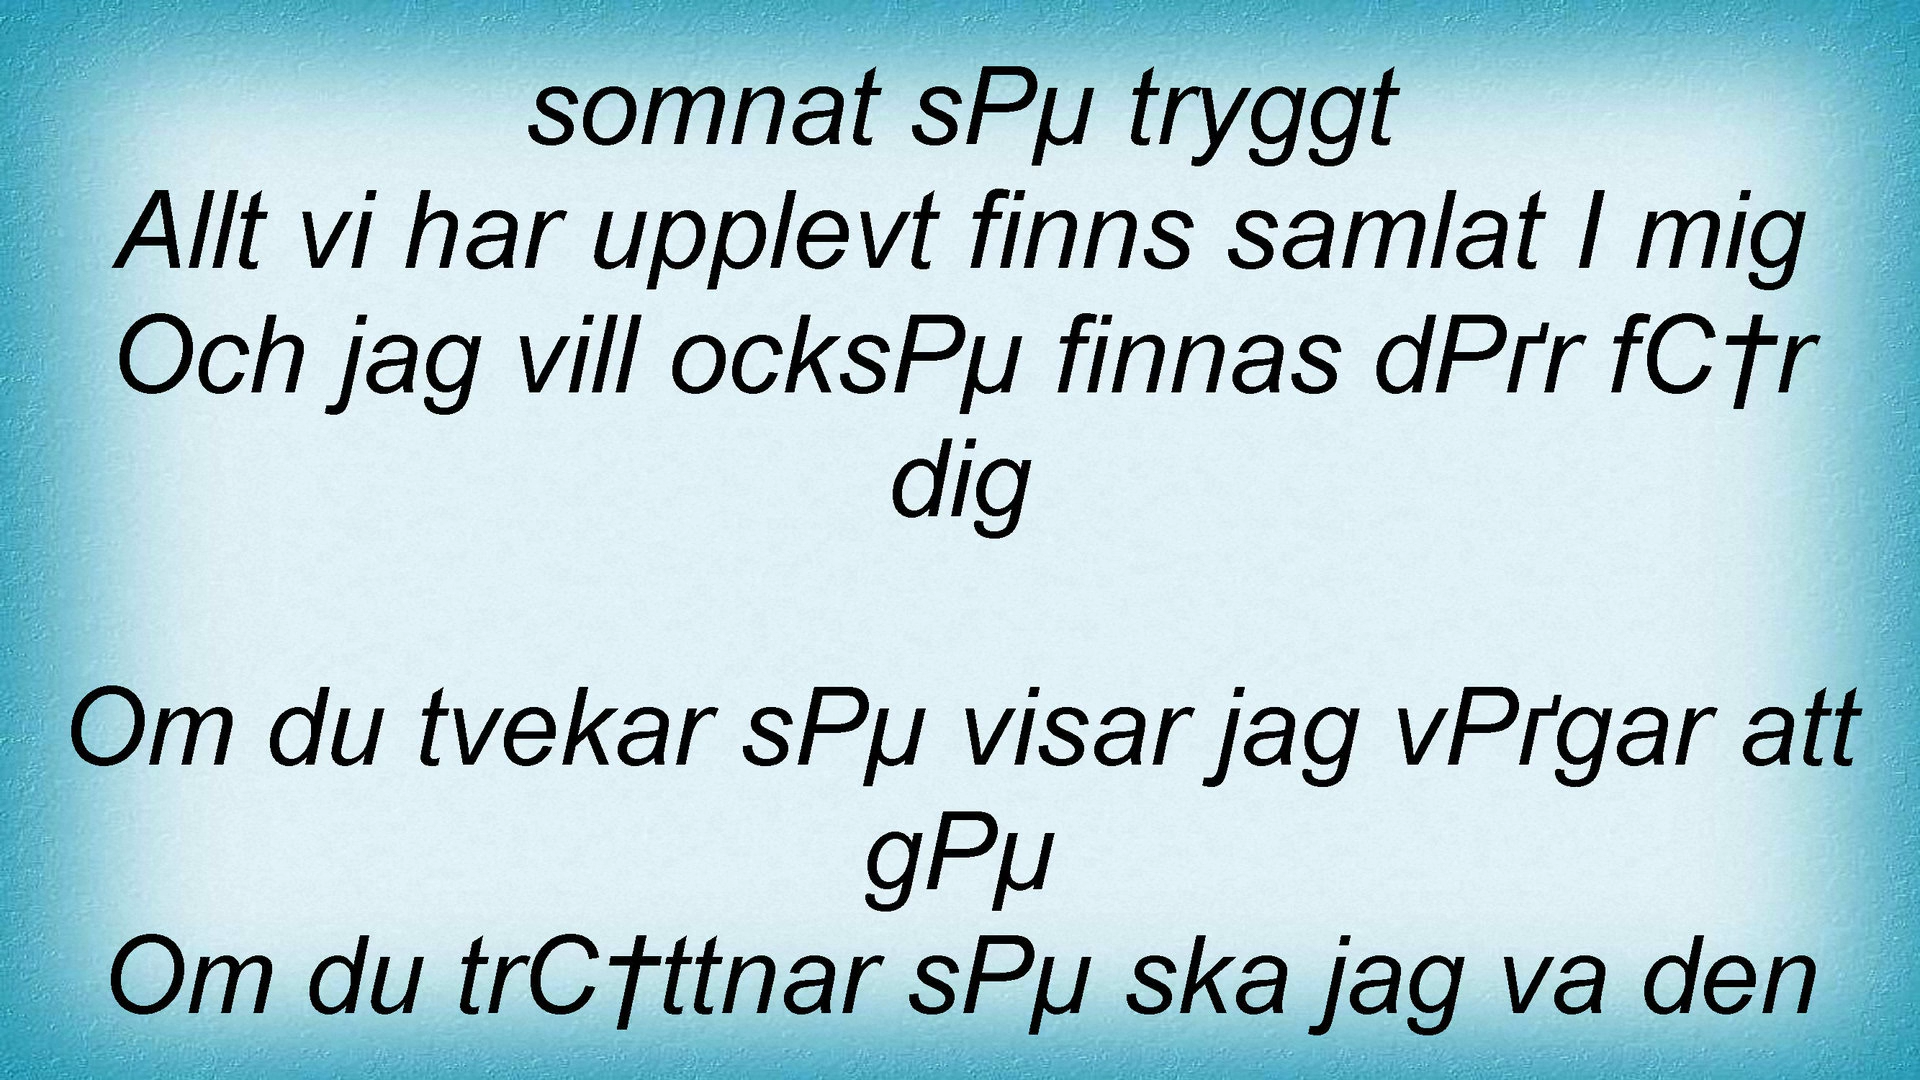 somnat sPµ tryggt
Allt vi har upplevt finns samlat I mig
Och jag vill ocksPµ finnas dPґr fC†r
dig
Om du tvekar sPµ visar jag vPґgar att
gPµ
Om du trC†ttnar sPµ ska jag va den